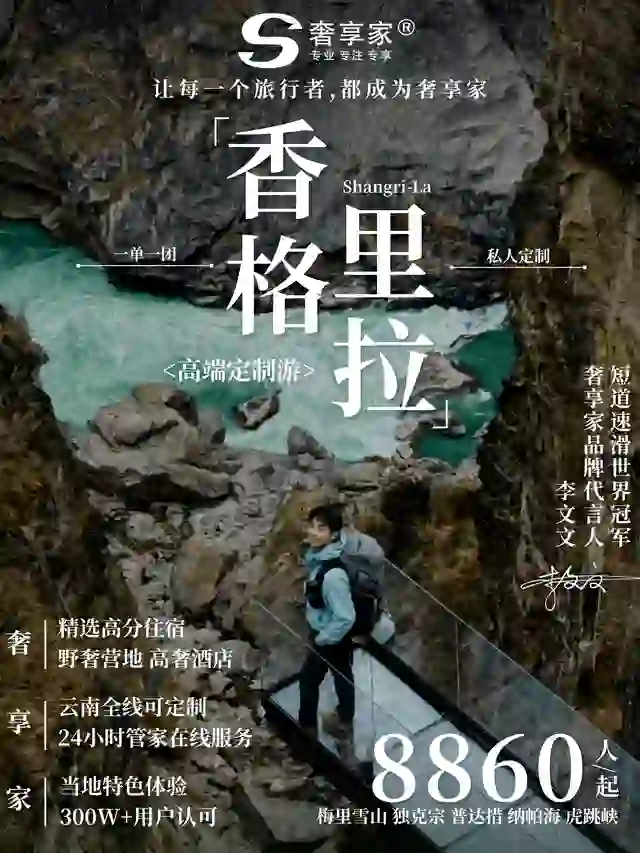 S 奢享家®
专业 专注 专享
让每一个旅行者,都成为奢享家
「香格里拉」
Shangri-La
一单一团
私人定制
<高端定制游>
短道速滑世界冠军
奢享家品牌代言人
李文文
奢
精选高分住宿
野奢营地 高奢酒店
享
云南全线可定制
24小时管家在线服务
家
当地特色体验
300W+用户认可
8860人/起
梅里雪山 独克宗 普达措 纳帕海 虎跳峡